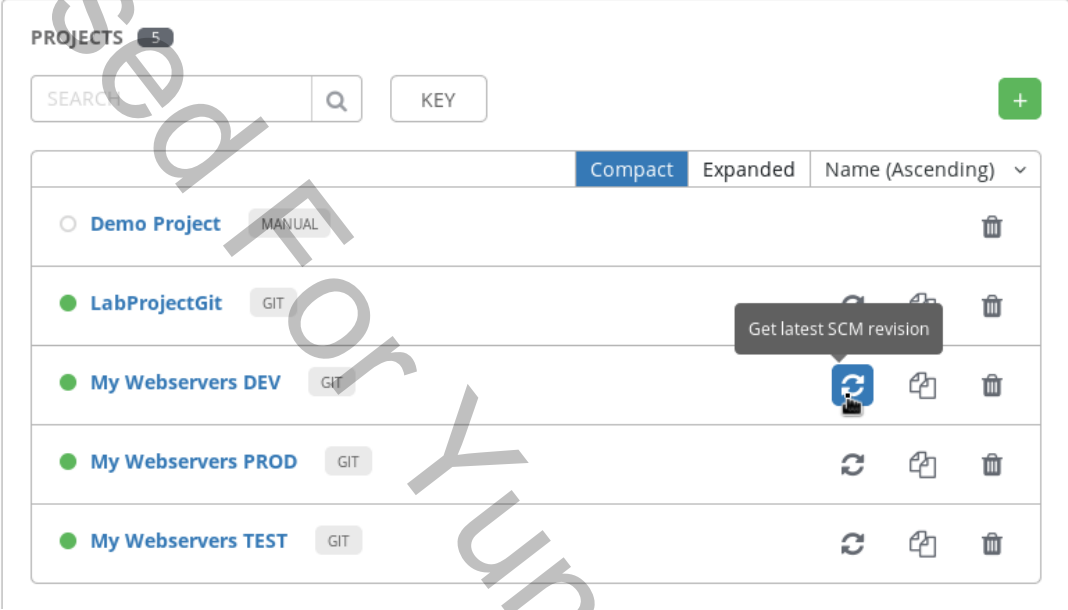 PROJECTS 5
SEARCH KEY +
Compact Expanded Name (Ascending)
Demo Project MANUAL
LabProjectGit GIT
Get latest SCM revision
My Webservers DEV GIT
My Webservers PROD GIT
My Webservers TEST GIT
sed For Yun